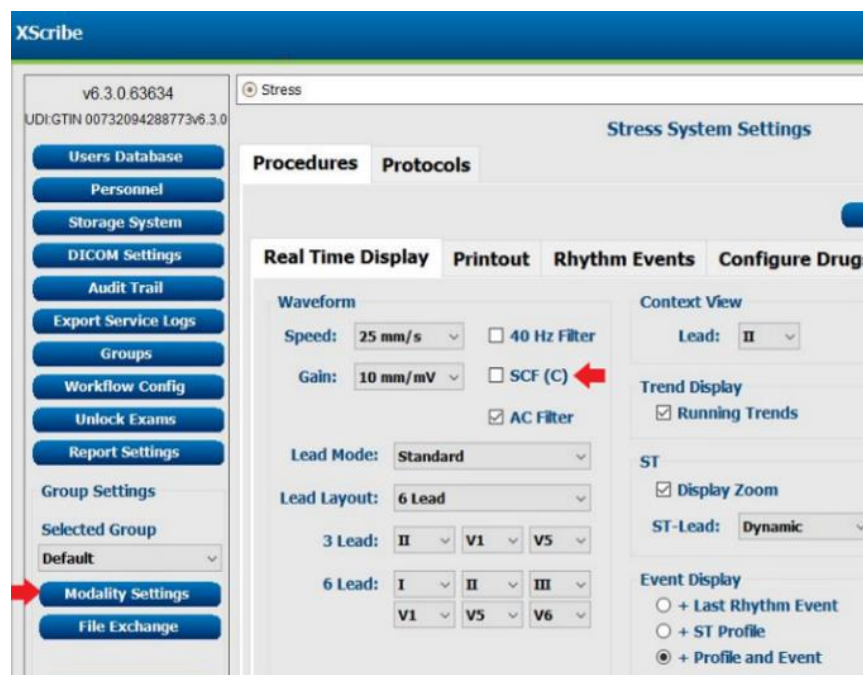 XScribe
v6.3.0.63634
UDI:GTIN 00732094288773v6.3.0
Users Database
Personnel
Storage System
DICOM Settings
Audit Trail
Export Service Logs
Groups
Workflow Config
Unlock Exams
Report Settings
Group Settings
Selected Group
Default
Modality Settings
File Exchange
Stress
Stress System Settings
Procedures Protocols
Real Time Display Printout Rhythm Events Configure Drug
Waveform
Speed: 25 mm/s 40 Hz Filter
Gain: 10 mm/mV SCF (C)
AC Filter
Lead Mode: Standard
Lead Layout: 6 Lead
3 Lead: II V1 V5
6 Lead: I II III
V1 V5 V6
Context View
Lead: II
Trend Display
Running Trends
ST
Display Zoom
ST-Lead: Dynamic
Event Display
+ Last Rhythm Event
+ ST Profile
+ Profile and Event